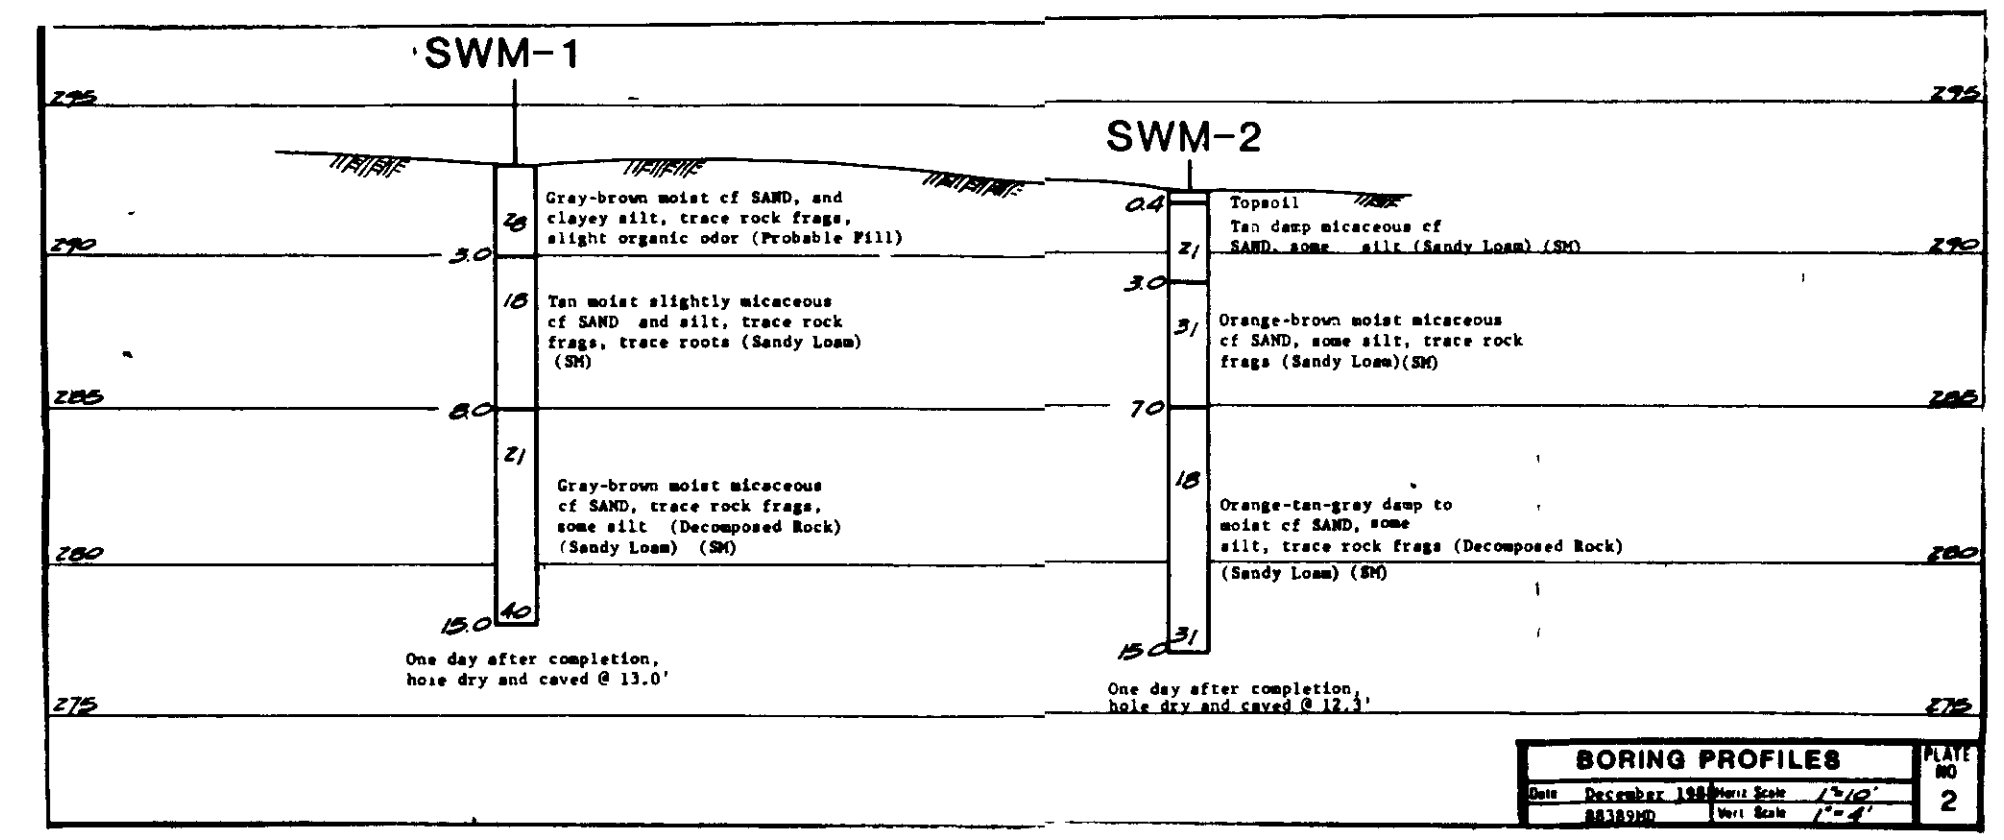 SWM-1
295
295
SWM-2
Gray-brown moist cf SAND, and
clayey silt, trace rock frags,
slight organic odor (Probable Fill)
28
0.4
Topsoil
Tan damp micaceous cf
SAND, some silt (Sandy Loam) (SM)
21
290
3.0
290
3.0
18
Tan moist slightly micaceous
cf SAND and silt, trace rock
frags, trace roots (Sandy Loam)
(SM)
31
Orange-brown moist micaceous
cf SAND, some silt, trace rock
frags (Sandy Loam)(SM)
285
8.0
7.0
285
21
Gray-brown moist micaceous
cf SAND, trace rock frags,
some silt (Decomposed Rock)
(Sandy Loam) (SM)
18
Orange-tan-gray damp to
moist cf SAND, some
silt, trace rock frags (Decomposed Rock)
(Sandy Loam) (SM)
280
280
40
15.0
31
15.0
One day after completion,
hole dry and caved @ 13.0'
One day after completion,
hole dry and caved @ 12.3'
275
275
BORING PROFILES
PLATE
NO
2
Date December
Horiz Scale 1"=10'
88389MD
Vert Scale 1"=4'